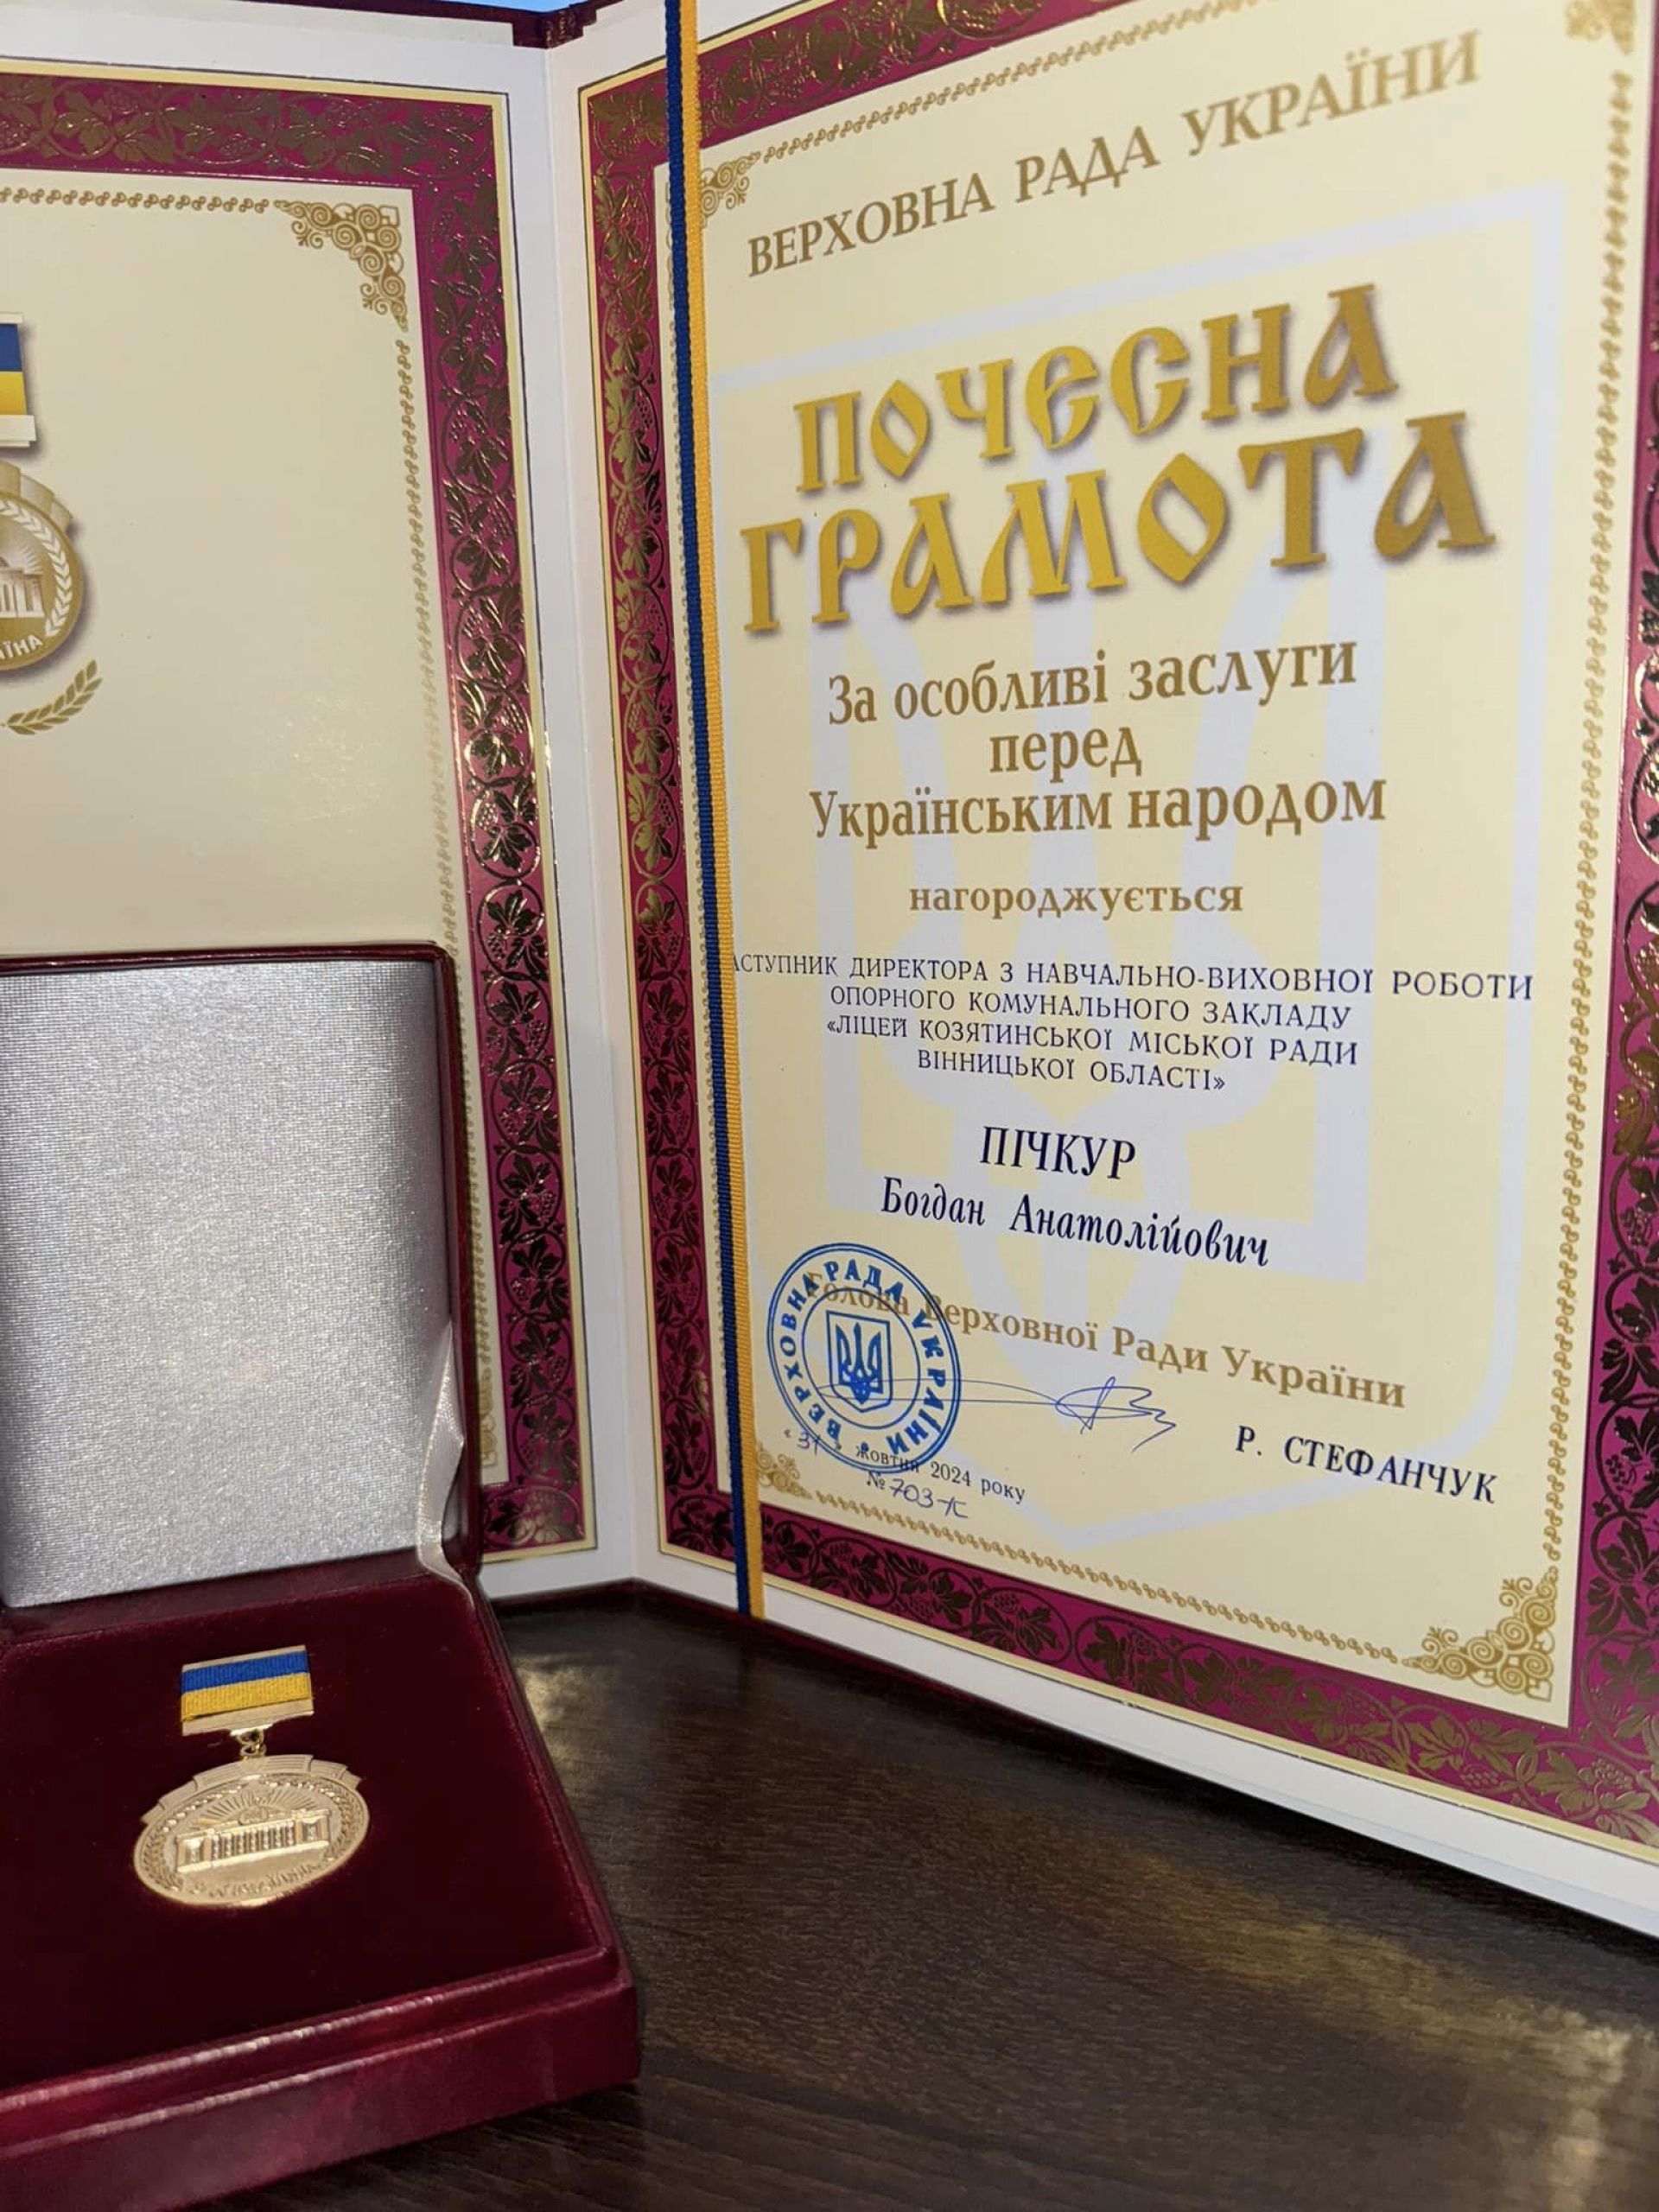 ВЕРХОВНА РАДА УКРАЇНИ
ПОЧЕСНА
ГРАМОТА
За особливі заслуги
перед
Українським народом
нагороджується
АСТУПНИК ДИРЕКТОРА З НАВЧАЛЬНО-ВИХОВНОЇ РОБОТИ
ОПОРНОГО КОМУНАЛЬНОГО ЗАКЛАДУ
«ЛІЦЕЙ КОЗЯТИНСЬКОЇ МІСЬКОЇ РАДИ
ВІННИЦЬКОЇ ОБЛАСТІ»
ПІЧКУР
Богдан Анатолійович
Голова Верховної Ради України
ВЕРХОВНА РАДА УКРАЇНИ
Р. СТЕФАНЧУК
« 31 » жовтня 2024 року
№ 703-К